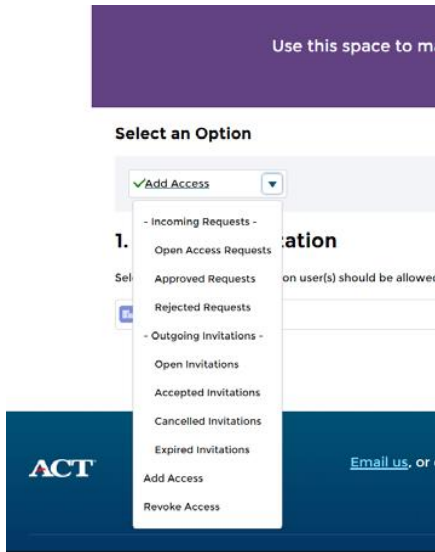 Use this space to ma
Select an Option
Add Access
- Incoming Requests -
1.
ation
Open Access Requests
Sel
on user(s) should be allowed
Approved Requests
Rejected Requests
- Outgoing Invitations -
Open Invitations
Accepted Invitations
Cancelled Invitations
Expired Invitations
ACT
Email us, or
Add Access
Revoke Access